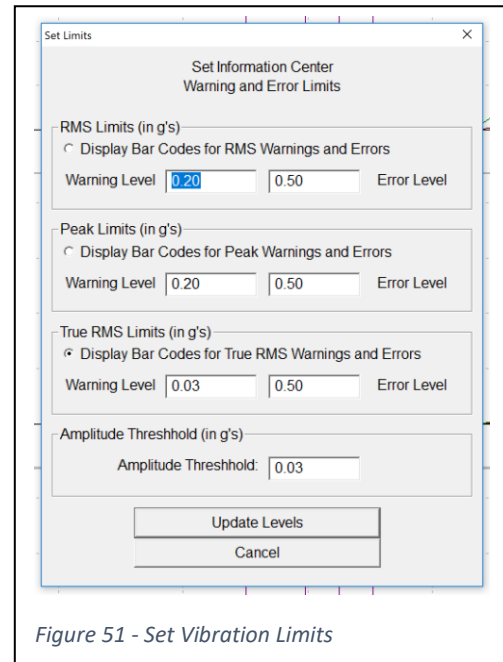 Set Limits
Set Information Center
Warning and Error Limits
RMS Limits (in g's)
Display Bar Codes for RMS Warnings and Errors
Warning Level 0.20 0.50 Error Level
Peak Limits (in g's)
Display Bar Codes for Peak Warnings and Errors
Warning Level 0.20 0.50 Error Level
True RMS Limits (in g's)
Display Bar Codes for True RMS Warnings and Errors
Warning Level 0.03 0.50 Error Level
Amplitude Threshhold (in g's)
Amplitude Threshhold: 0.03
Update Levels
Cancel
Figure 51 - Set Vibration Limits